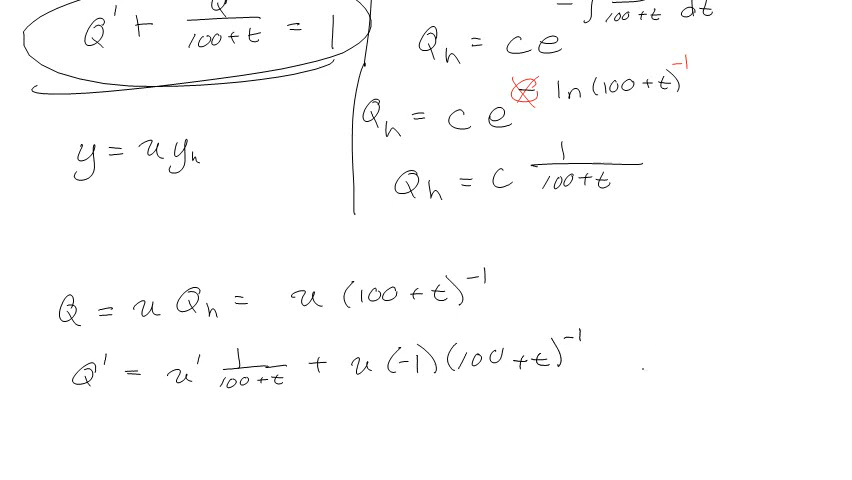 Q' + Q/(100+t) = 1
y = u y_h
Q_h = c e^{-∫ 1/(100+t) dt}
Q_h = c e^{ln(100+t)^{-1}}
Q_h = c 1/(100+t)
Q = u Q_h = u (100+t)^{-1}
Q' = u' 1/(100+t) + u (-1)(100+t)^{-1}